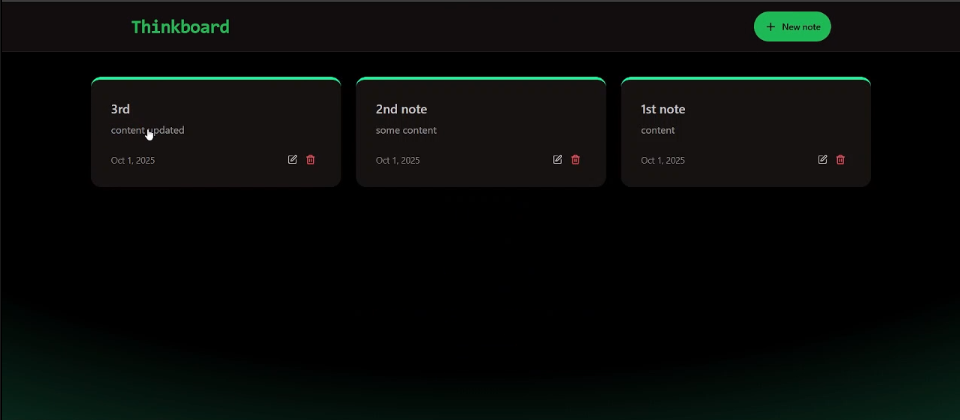 Thinkboard
+ New note
3rd
content updated
Oct 1, 2025
2nd note
some content
Oct 1, 2025
1st note
content
Oct 1, 2025